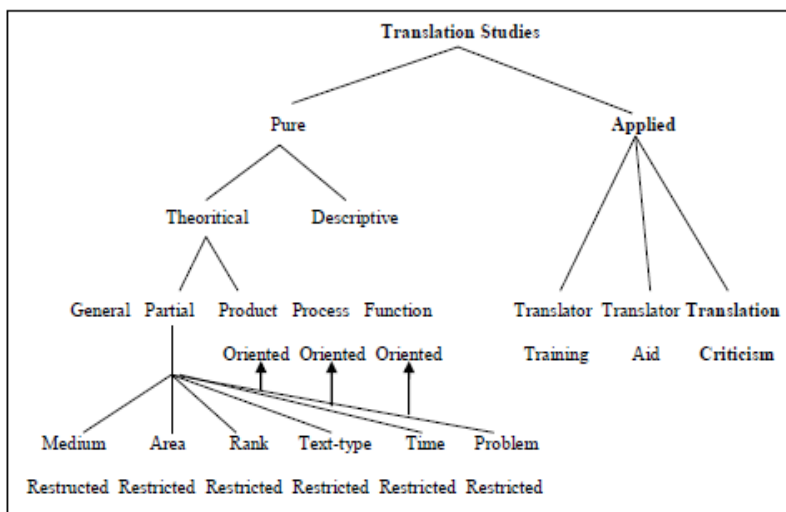 Translation Studies
Pure Applied
Theoritical Descriptive
General Partial Product Process Function Translator Translator Translation
Oriented Oriented Oriented Training Aid Criticism
Medium Area Rank Text-type Time Problem
Restructed Restricted Restricted Restricted Restricted Restricted